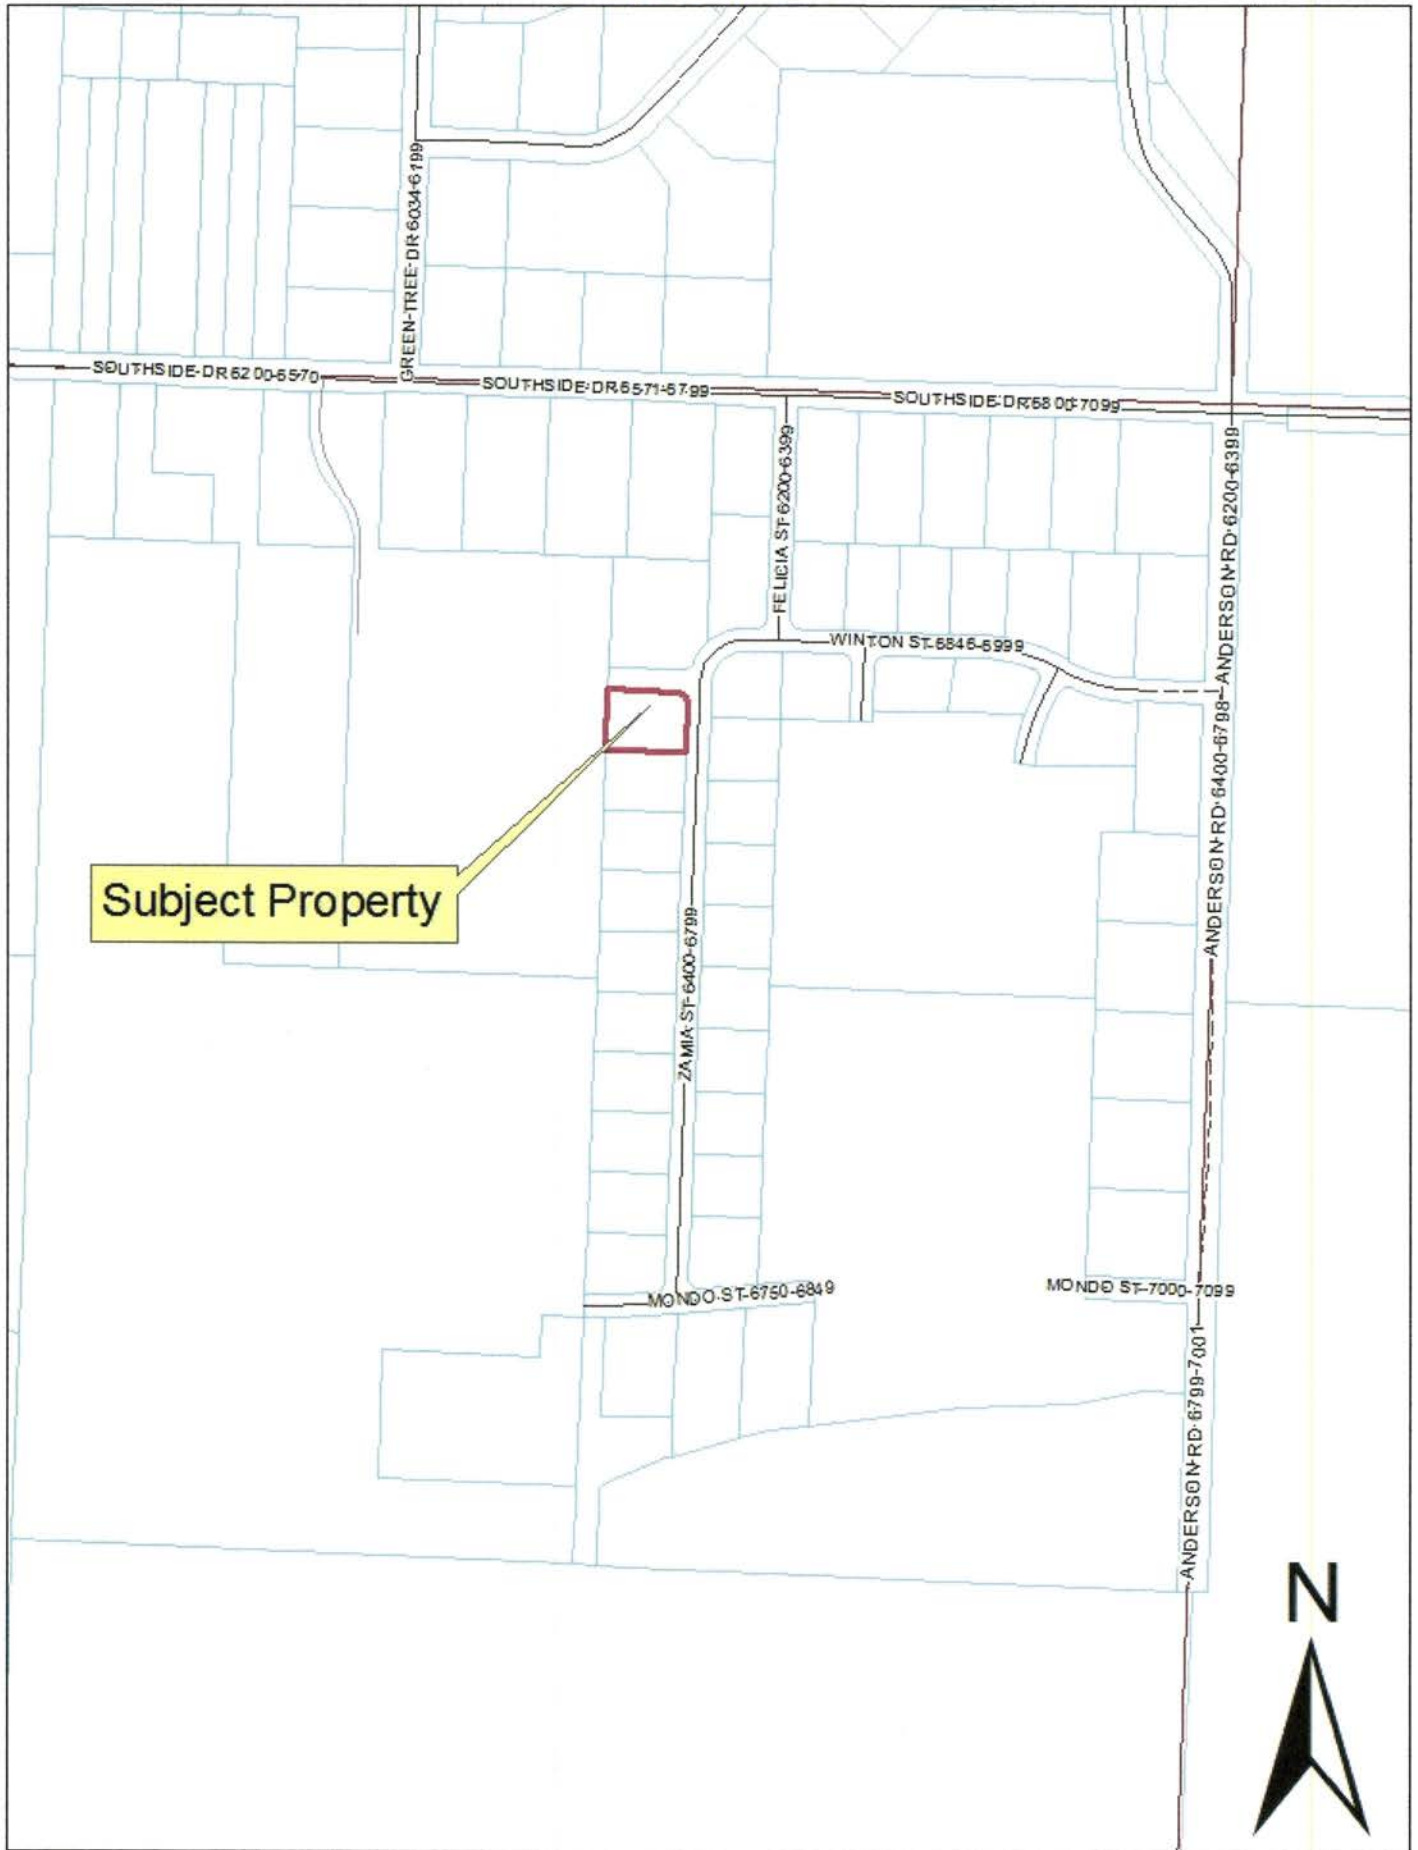 GREEN-TREE-DR 6034-6199
SOUTHSIDE-DR 6200-6570
SOUTHSIDE-DR 6571-6799
SOUTHSIDE-DR 6800-7099
FELICIA ST-6200-6399
ANDERSON-RD-6200-6399
WINTON ST-6846-6999
ANDERSON-RD-6400-6798
Subject Property
ZAMIA-ST-6400-6799
MONDO-ST-6750-6849
MONDO ST-7000-7099
ANDERSON-RD-6799-7001
N